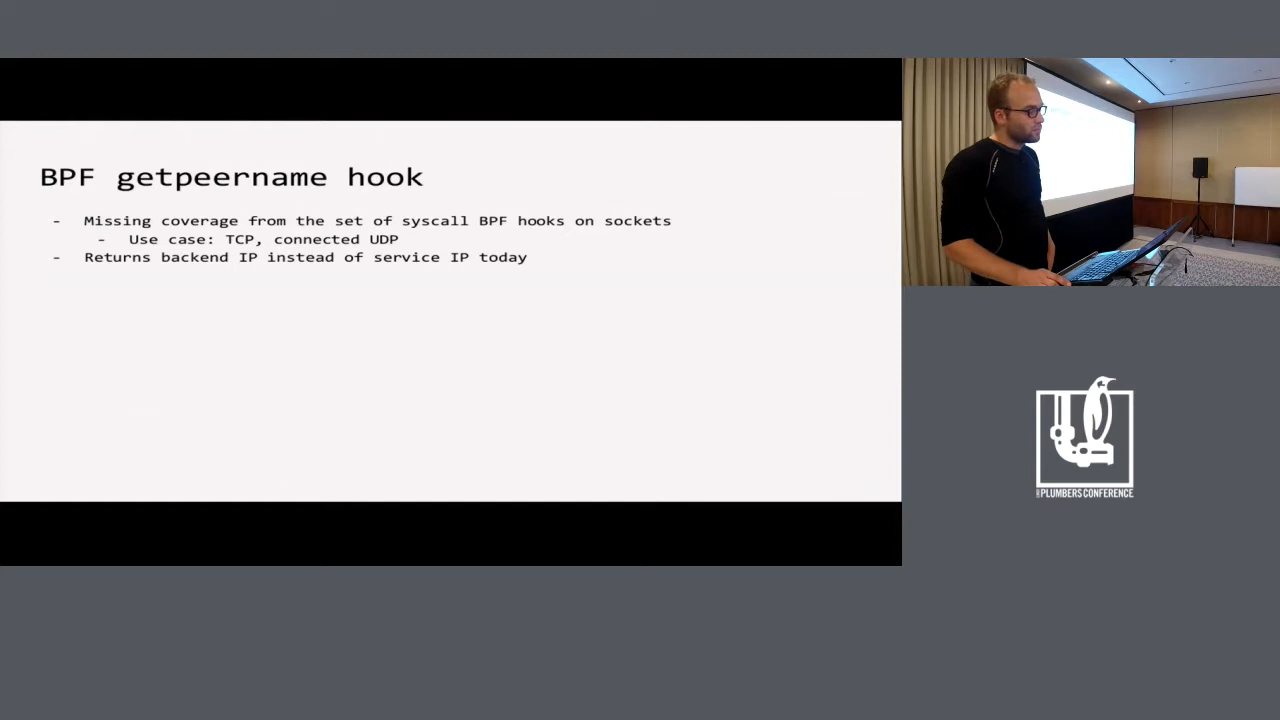 BPF getpeername hook
- Missing coverage from the set of syscall BPF hooks on sockets
- Use case: TCP, connected UDP
- Returns backend IP instead of service IP today
PLUMBERS CONFERENCE